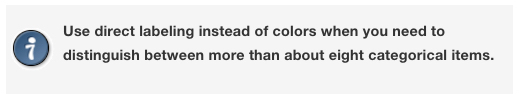 Use direct labeling instead of colors when you need to
distinguish between more than about eight categorical items.